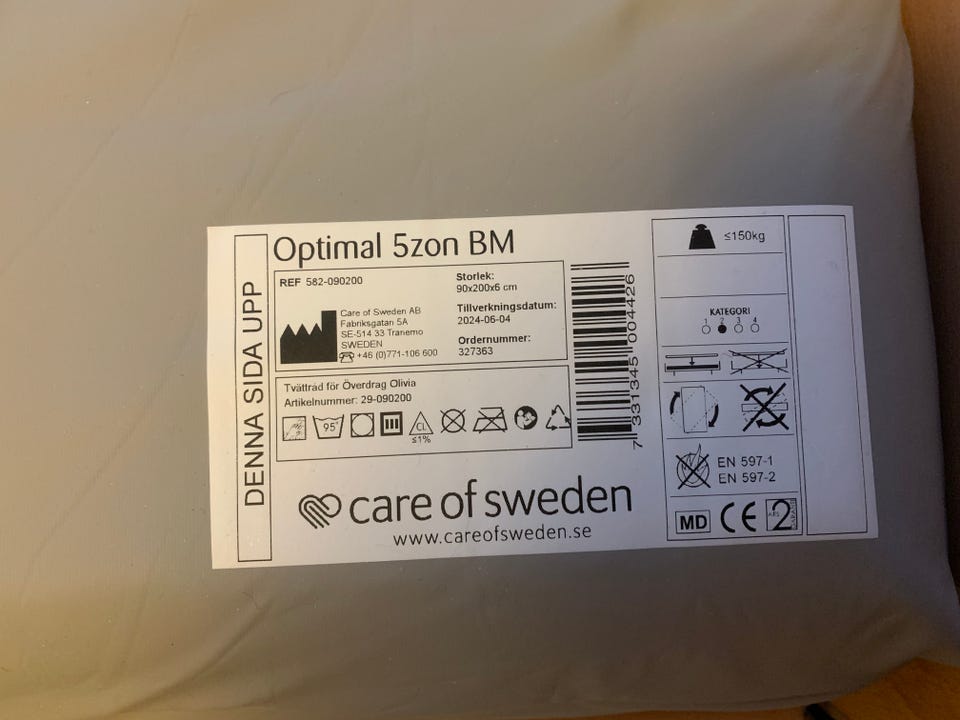 DENNA SIDA UPP
Optimal 5zon BM
REF 582-090200
Care of Sweden AB
Fabriksgatan 5A
SE-514 33 Tranemo
SWEDEN
+46 (0)771-106 600
Storlek:
90x200x6 cm
Tillverkningsdatum:
2024-06-04
Ordernummer:
327363
Tvättråd för Överdrag Olivia
Artikelnummer: 29-090200
95°
CL
≤1%
7 331345 004426
care of sweden
www.careofsweden.se
≤150kg
KATEGORI
1 2 3 4
EN 597-1
EN 597-2
MD CE 2 ÅRS